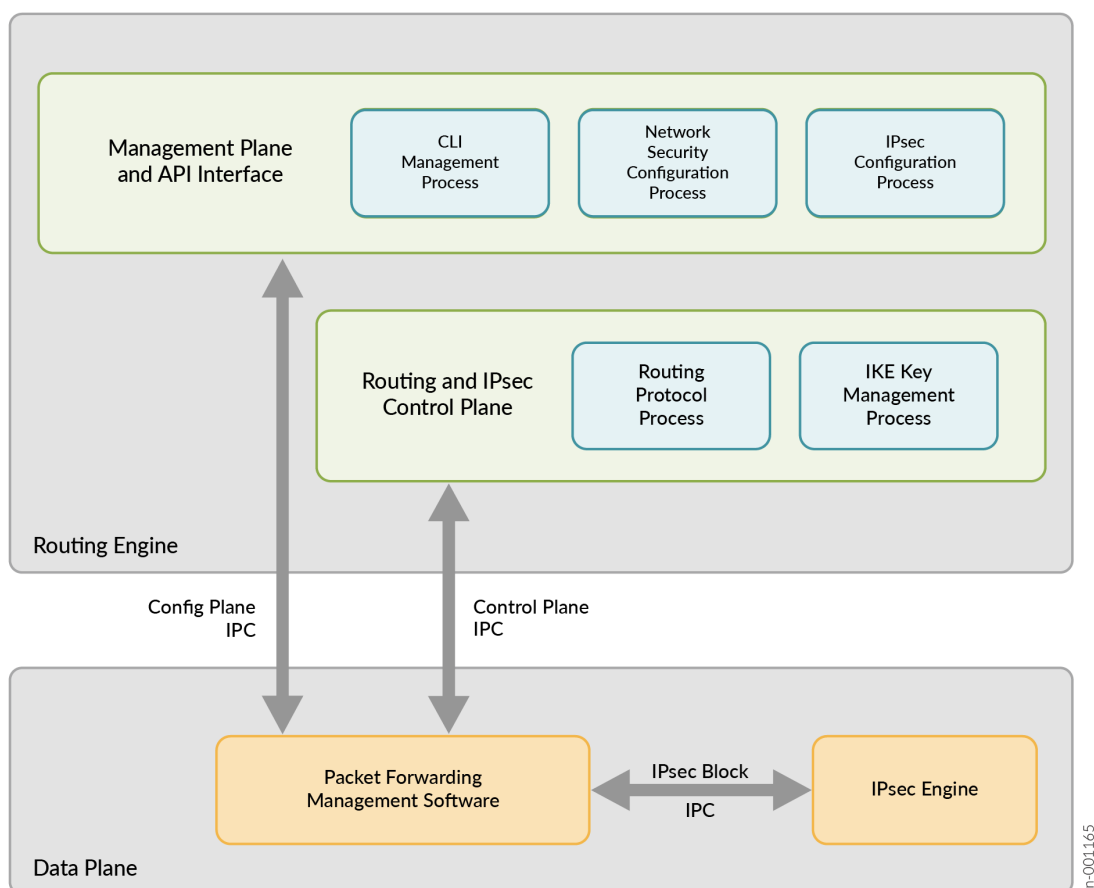 Management Plane
and API Interface
CLI
Management
Process
Network
Security
Configuration
Process
IPsec
Configuration
Process
Routing and IPsec
Control Plane
Routing
Protocol
Process
IKE Key
Management
Process
Routing Engine
Config Plane
IPC
Control Plane
IPC
Packet Forwarding
Management Software
IPsec Block
IPC
IPsec Engine
Data Plane
n-001165